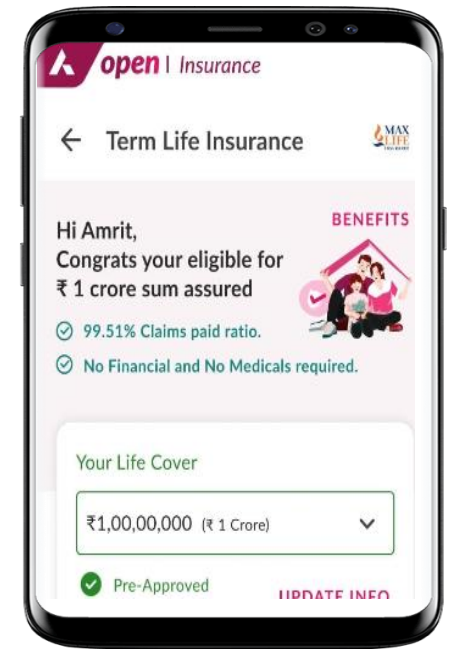 open | Insurance
← Term Life Insurance
MAX
LIFE
BENEFITS
Hi Amrit,
Congrats your eligible for
₹ 1 crore sum assured
99.51% Claims paid ratio.
No Financial and No Medicals required.
Your Life Cover
₹1,00,00,000 (₹ 1 Crore)
Pre-Approved
UPDATE INFO